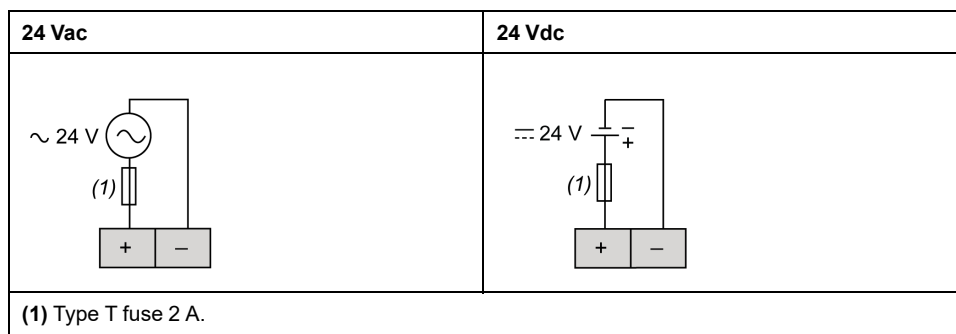 24 Vac
24 Vdc
∼ 24 V
(1)
+ –
⎓ 24 V
–
+
(1)
+ –
(1) Type T fuse 2 A.